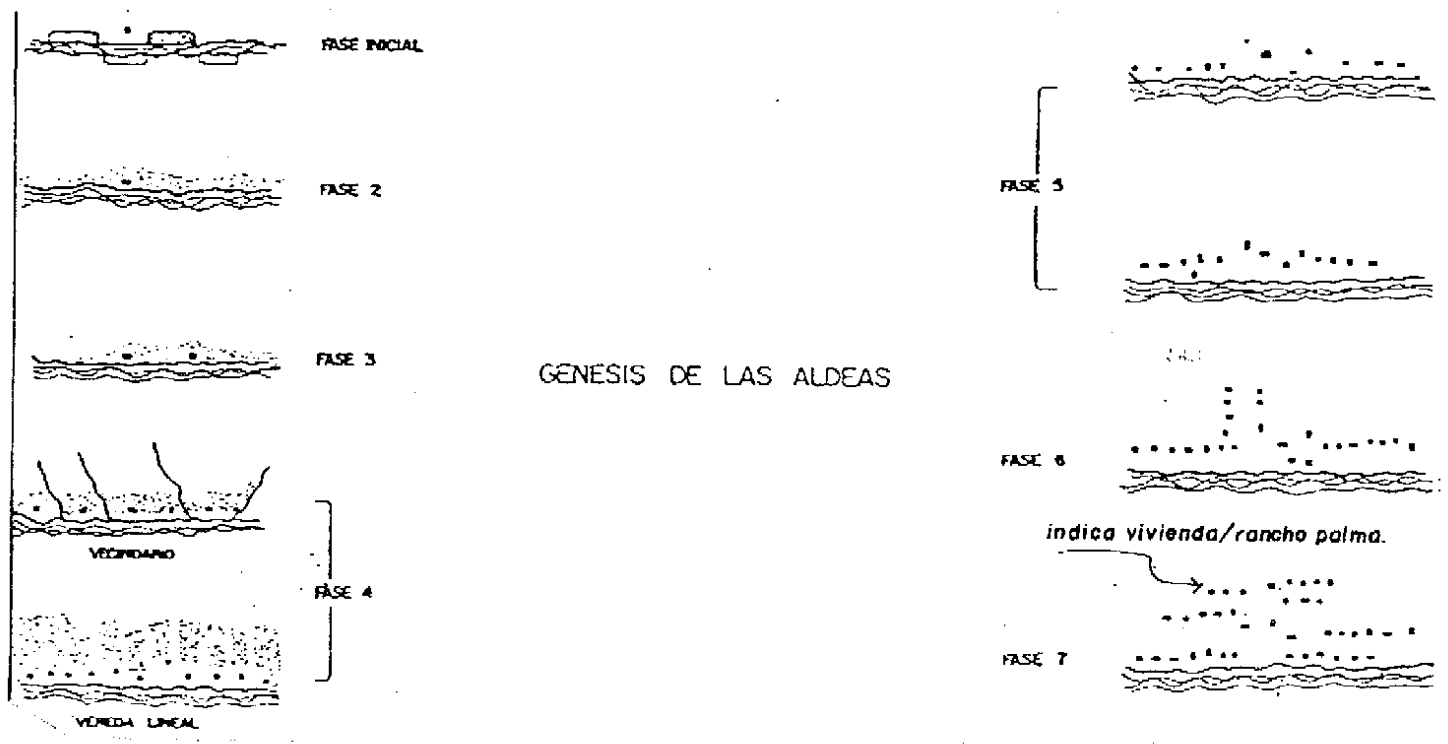 FASE INICIAL
FASE 2
FASE 3
VECINDARIO
FASE 4
VEREDA LINEAL
GENESIS DE LAS ALDEAS
FASE 5
FASE 6
indica vivienda/rancho palma.
FASE 7